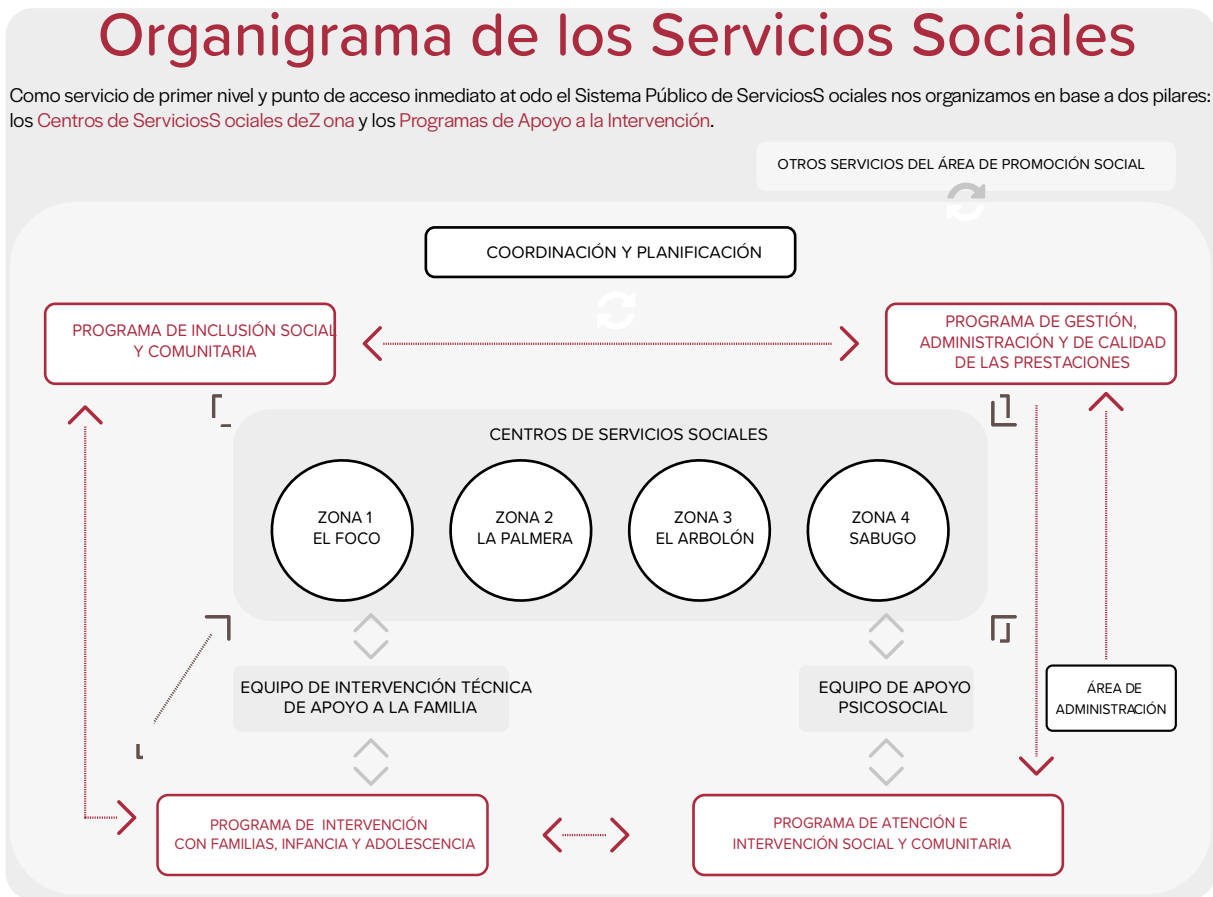 Organigrama de los Servicios Sociales
Como servicio de primer nivel y punto de acceso inmediato at odo el Sistema Público de ServiciosS ociales nos organizamos en base a dos pilares:
los Centros de ServiciosS ociales deZ ona y los Programas de Apoyo a la Intervención.
OTROS SERVICIOS DEL ÁREA DE PROMOCIÓN SOCIAL
COORDINACIÓN Y PLANIFICACIÓN
PROGRAMA DE INCLUSIÓN SOCIAL
Y COMUNITARIA
PROGRAMA DE GESTIÓN,
ADMINISTRACIÓN Y DE CALIDAD
DE LAS PRESTACIONES
CENTROS DE SERVICIOS SOCIALES
ZONA 1
EL FOCO
ZONA 2
LA PALMERA
ZONA 3
EL ARBOLÓN
ZONA 4
SABUGO
EQUIPO DE INTERVENCIÓN TÉCNICA
DE APOYO A LA FAMILIA
EQUIPO DE APOYO
PSICOSOCIAL
ÁREA DE
ADMINISTRACIÓN
PROGRAMA DE INTERVENCIÓN
CON FAMILIAS, INFANCIA Y ADOLESCENCIA
PROGRAMA DE ATENCIÓN E
INTERVENCIÓN SOCIAL Y COMUNITARIA